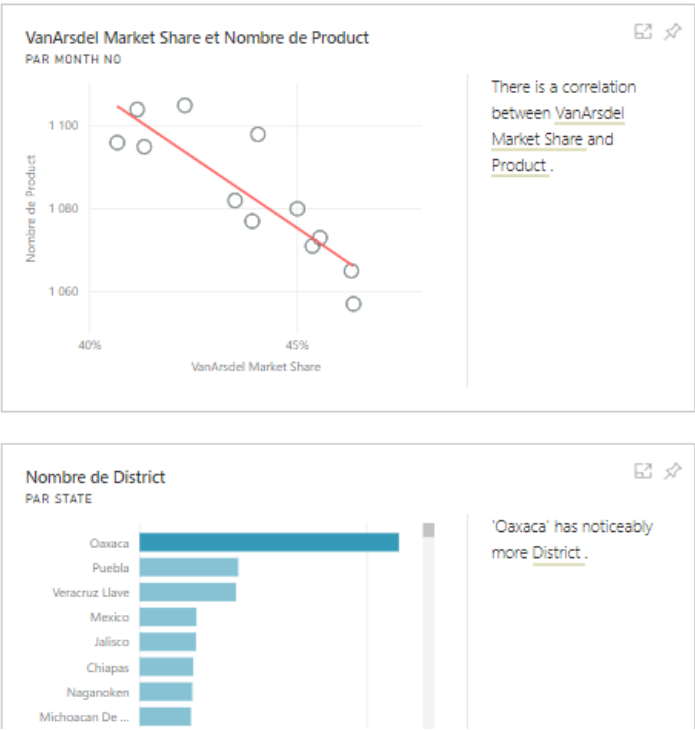 VanArsdel Market Share et Nombre de Product
PAR MONTH NO
There is a correlation
between VanArsdel
Market Share and
Product .
Nombre de Product
1 100
1 080
1 060
40%
45%
VanArsdel Market Share
Nombre de District
PAR STATE
'Oaxaca' has noticeably
more District .
Oaxaca
Puebla
Veracruz Llave
Mexico
Jalisco
Chiapas
Naganoken
Michoacan De ...